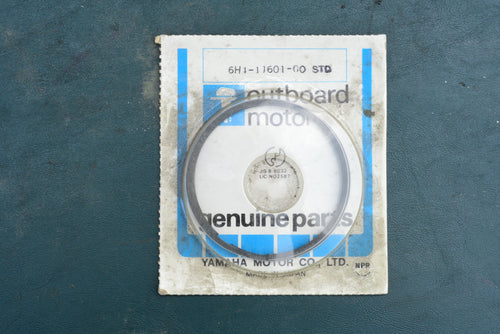 6H1-11601-00 STD
outboard
motor
JIS B 8032
LIC NO2587
genuine parts
YAMAHA MOTOR CO., LTD. NPR
MADE IN JAPAN